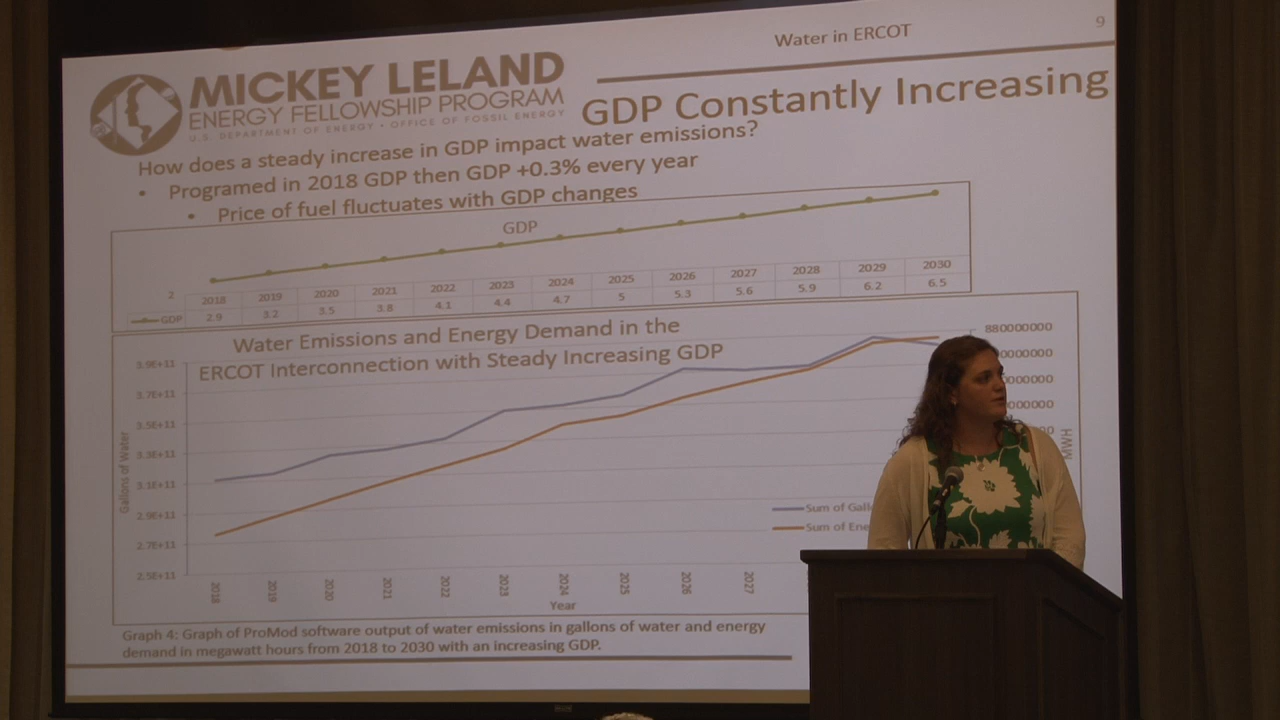 Water in ERCOT
9
MICKEY LELAND
ENERGY FELLOWSHIP PROGRAM
U.S. DEPARTMENT OF ENERGY • OFFICE OF FOSSIL ENERGY
GDP Constantly Increasing
How does a steady increase in GDP impact water emissions?
• Programed in 2018 GDP then GDP +0.3% every year
• Price of fuel fluctuates with GDP changes
GDP
2 2018 2019 2020 2021 2022 2023 2024 2025 2026 2027 2028 2029 2030
GDP 2.9 3.2 3.5 3.8 4.1 4.4 4.7 5 5.3 5.6 5.9 6.2 6.5
Water Emissions and Energy Demand in the
ERCOT Interconnection with Steady Increasing GDP
3.9E+11
3.7E+11
3.5E+11
3.3E+11
3.1E+11
2.9E+11
2.7E+11
2.5E+11
Gallons of Water
880000000
0000000
000000
000000
00
MWH
Sum of Gall
Sum of Ene
2018 2019 2020 2021 2022 2023 2024 2025 2026 2027
Year
Graph 4: Graph of ProMod software output of water emissions in gallons of water and energy
demand in megawatt hours from 2018 to 2030 with an increasing GDP.